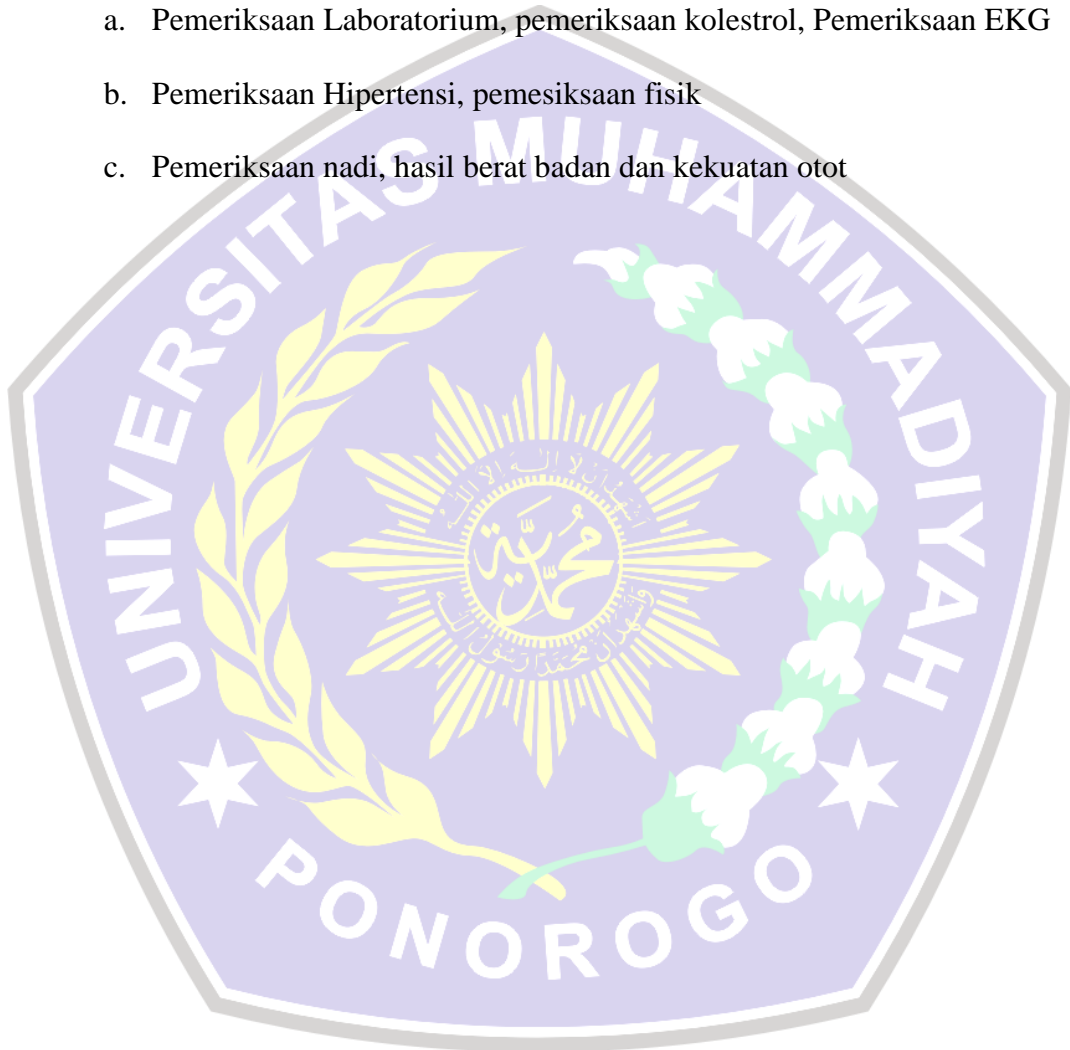 a. Pemeriksaan Laboratorium, pemeriksaan kolestrol, Pemeriksaan EKG
b. Pemeriksaan Hipertensi, pemesiksaan fisik
c. Pemeriksaan nadi, hasil berat badan dan kekuatan otot
UNIVERSITAS MUHAMMADIYAH
محمدية
PONOROGO